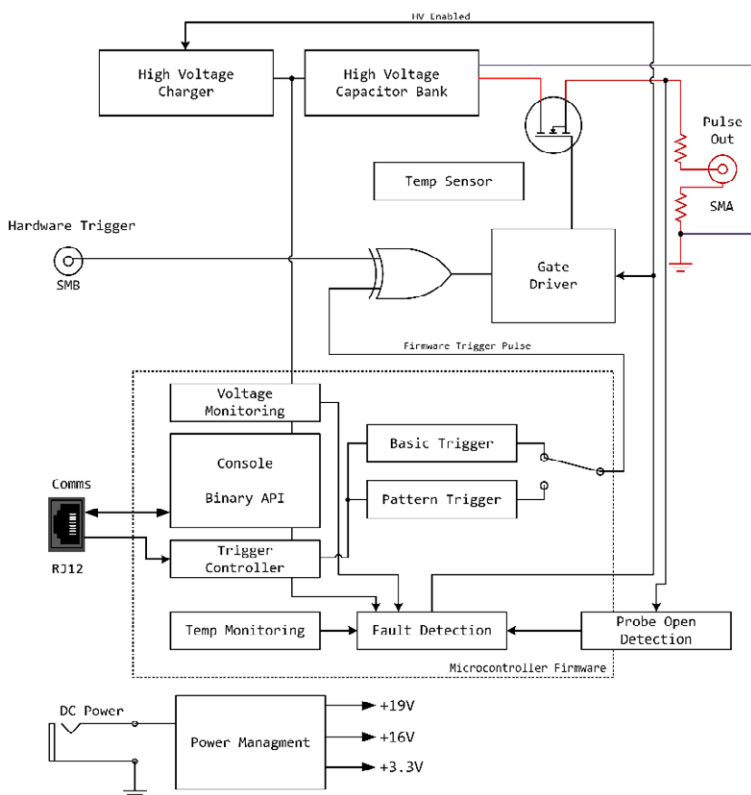 HV Enabled
High Voltage
Charger
High Voltage
Capacitor Bank
Pulse
Out
SMA
Temp Sensor
Hardware Trigger
SMB
Gate
Driver
Firmware Trigger Pulse
Voltage
Monitoring
Console
Binary API
Basic Trigger
Pattern Trigger
Comms
RJ12
Trigger
Controller
Temp Monitoring
Fault Detection
Probe Open
Detection
Microcontroller Firmware
DC Power
Power Managment
+19V
+16V
+3.3V